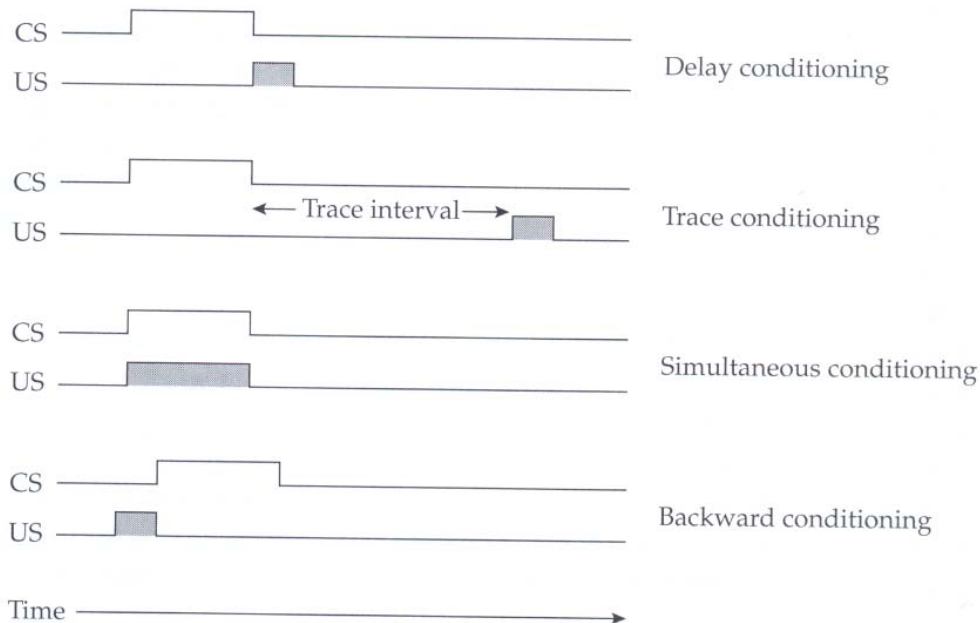 CS
US
Delay conditioning
CS
Trace interval
US
Trace conditioning
CS
US
Simultaneous conditioning
CS
US
Backward conditioning
Time